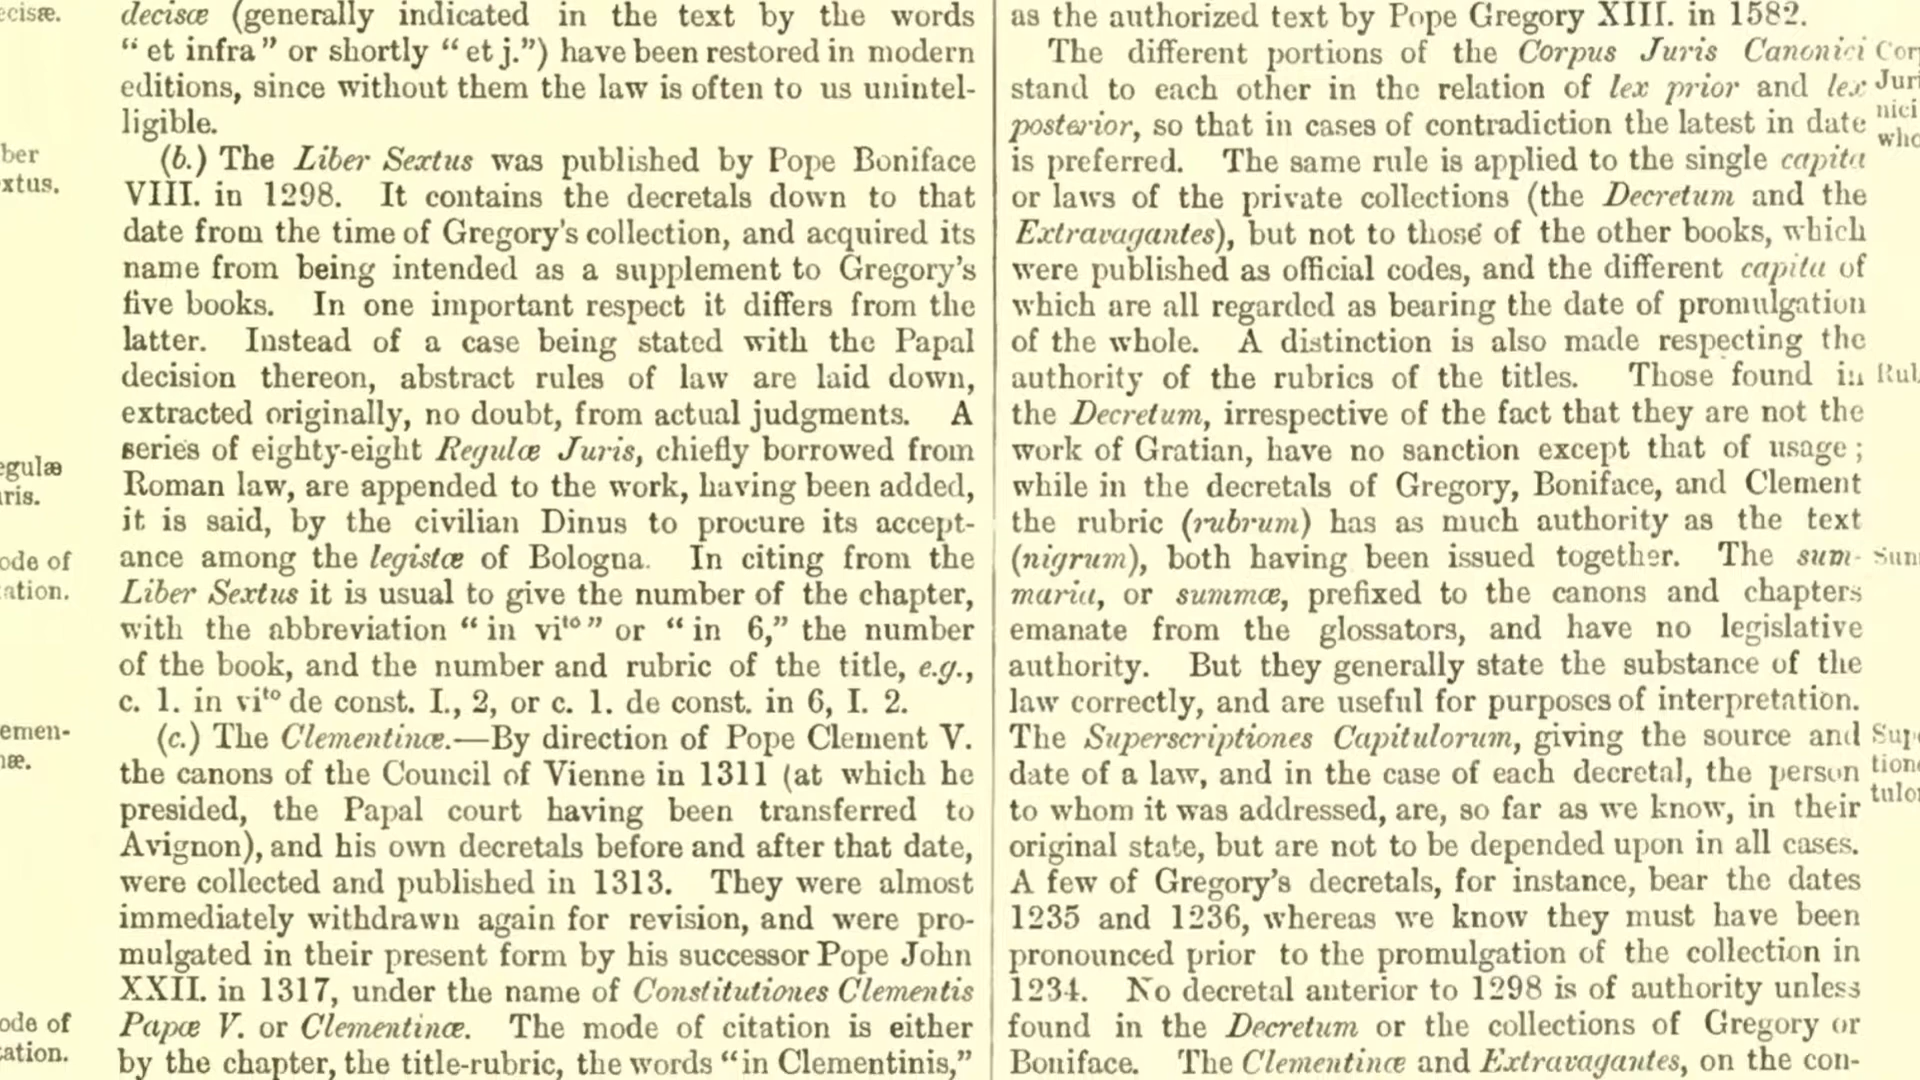 decisæ (generally indicated in the text by the words
“et infra” or shortly “et j.”) have been restored in modern
editions, since without them the law is often to us unintel-
ligible.
(b.) The Liber Sextus was published by Pope Boniface
VIII. in 1298. It contains the decretals down to that
date from the time of Gregory's collection, and acquired its
name from being intended as a supplement to Gregory's
five books. In one important respect it differs from the
latter. Instead of a case being stated with the Papal
decision thereon, abstract rules of law are laid down,
extracted originally, no doubt, from actual judgments. A
series of eighty-eight Regulæ Juris, chiefly borrowed from
Roman law, are appended to the work, having been added,
it is said, by the civilian Dinus to procure its accept-
ance among the legistæ of Bologna. In citing from the
Liber Sextus it is usual to give the number of the chapter,
with the abbreviation “in viᵗᵒ” or “in 6,” the number
of the book, and the number and rubric of the title, e.g.,
c. 1. in viᵗᵒ de const. I., 2, or c. 1. de const. in 6, I. 2.
(c.) The Clementinæ.—By direction of Pope Clement V.
the canons of the Council of Vienne in 1311 (at which he
presided, the Papal court having been transferred to
Avignon), and his own decretals before and after that date,
were collected and published in 1313. They were almost
immediately withdrawn again for revision, and were pro-
mulgated in their present form by his successor Pope John
XXII. in 1317, under the name of Constitutiones Clementis
Papæ V. or Clementinæ. The mode of citation is either
by the chapter, the title-rubric, the words “in Clementinis,”
as the authorized text by Pope Gregory XIII. in 1582.
The different portions of the Corpus Juris Canonici
stand to each other in the relation of lex prior and lex
posterior, so that in cases of contradiction the latest in date
is preferred. The same rule is applied to the single capita
or laws of the private collections (the Decretum and the
Extravagantes), but not to those of the other books, which
were published as official codes, and the different capita of
which are all regarded as bearing the date of promulgation
of the whole. A distinction is also made respecting the
authority of the rubrics of the titles. Those found in
the Decretum, irrespective of the fact that they are not the
work of Gratian, have no sanction except that of usage;
while in the decretals of Gregory, Boniface, and Clement
the rubric (rubrum) has as much authority as the text
(nigrum), both having been issued together. The sum-
maria, or summæ, prefixed to the canons and chapters
emanate from the glossators, and have no legislative
authority. But they generally state the substance of the
law correctly, and are useful for purposes of interpretation.
The Superscriptiones Capitulorum, giving the source and
date of a law, and in the case of each decretal, the person
to whom it was addressed, are, so far as we know, in their
original state, but are not to be depended upon in all cases.
A few of Gregory's decretals, for instance, bear the dates
1235 and 1236, whereas we know they must have been
pronounced prior to the promulgation of the collection in
1234. No decretal anterior to 1298 is of authority unless
found in the Decretum or the collections of Gregory or
Boniface. The Clementinæ and Extravagantes, on the con-